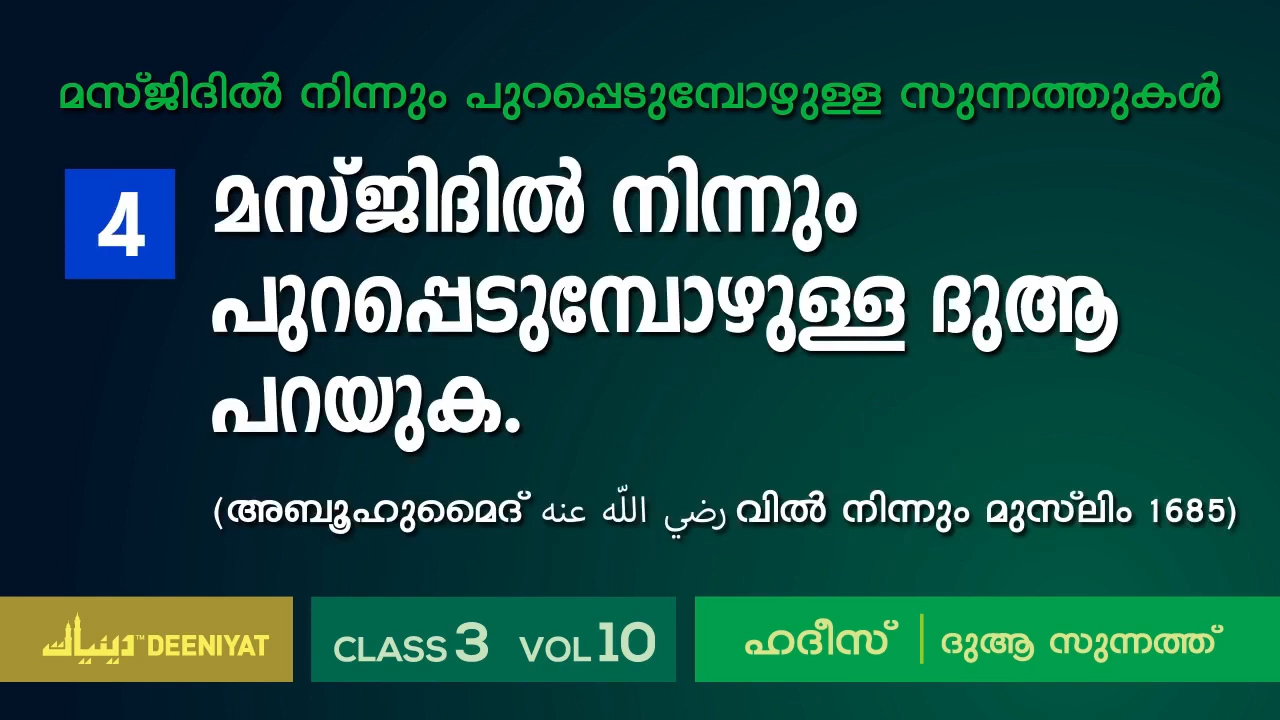 മസ്ജിദിൽ നിന്നും പുറപ്പെടുമ്പോഴുള്ള സുന്നത്തുകൾ
4 മസ്ജിദിൽ നിന്നും
പുറപ്പെടുമ്പോഴുള്ള ദുആ
പറയുക.
(അബൂഹുമൈദ് رضي الله عنه വിൽ നിന്നും മുസ്‌ലിം 1685)
دينيات™ DEENIYAT CLASS 3 VOL 10 ഹദീസ് | ദുആ സുന്നത്ത്